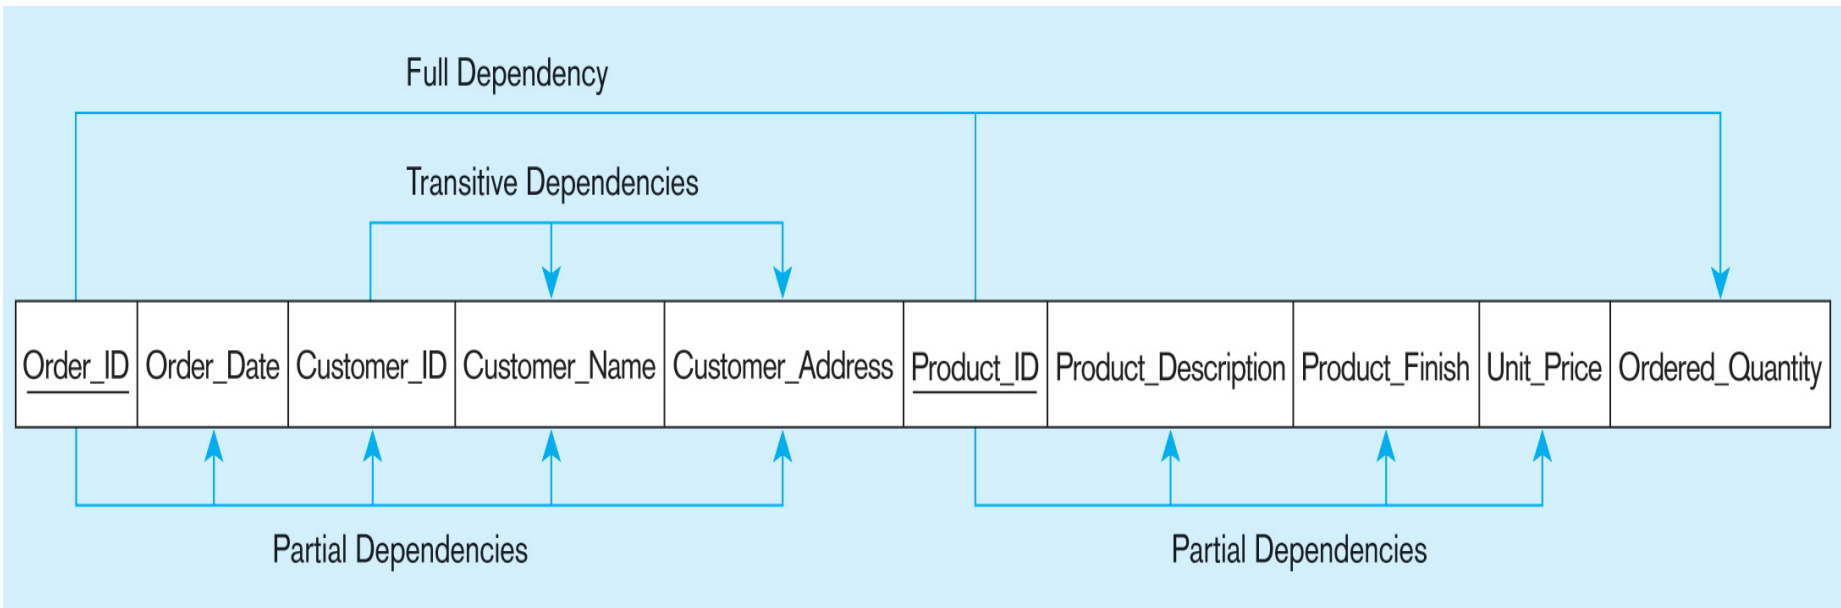 Full Dependency
Transitive Dependencies
Order_ID Order_Date Customer_ID Customer_Name Customer_Address Product_ID Product_Description Product_Finish Unit_Price Ordered_Quantity
Partial Dependencies Partial Dependencies